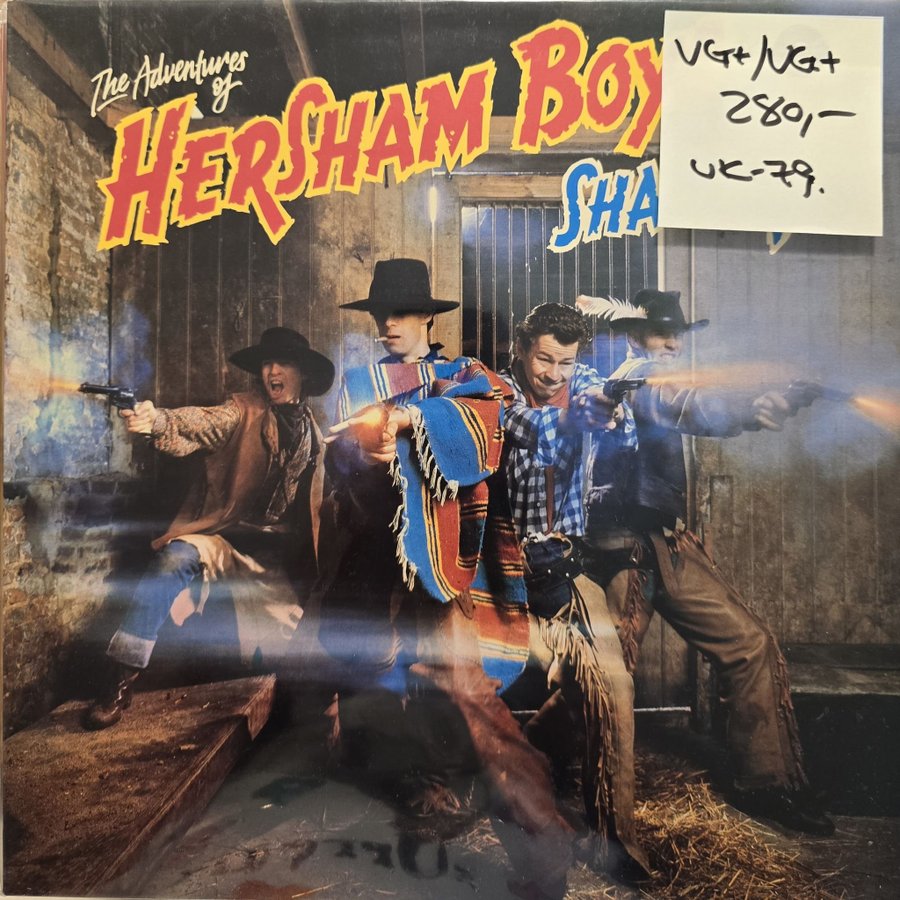 The Adventures
of
HERSHAM BOY
SHA
VG+/VG+
280,-
UK-79.